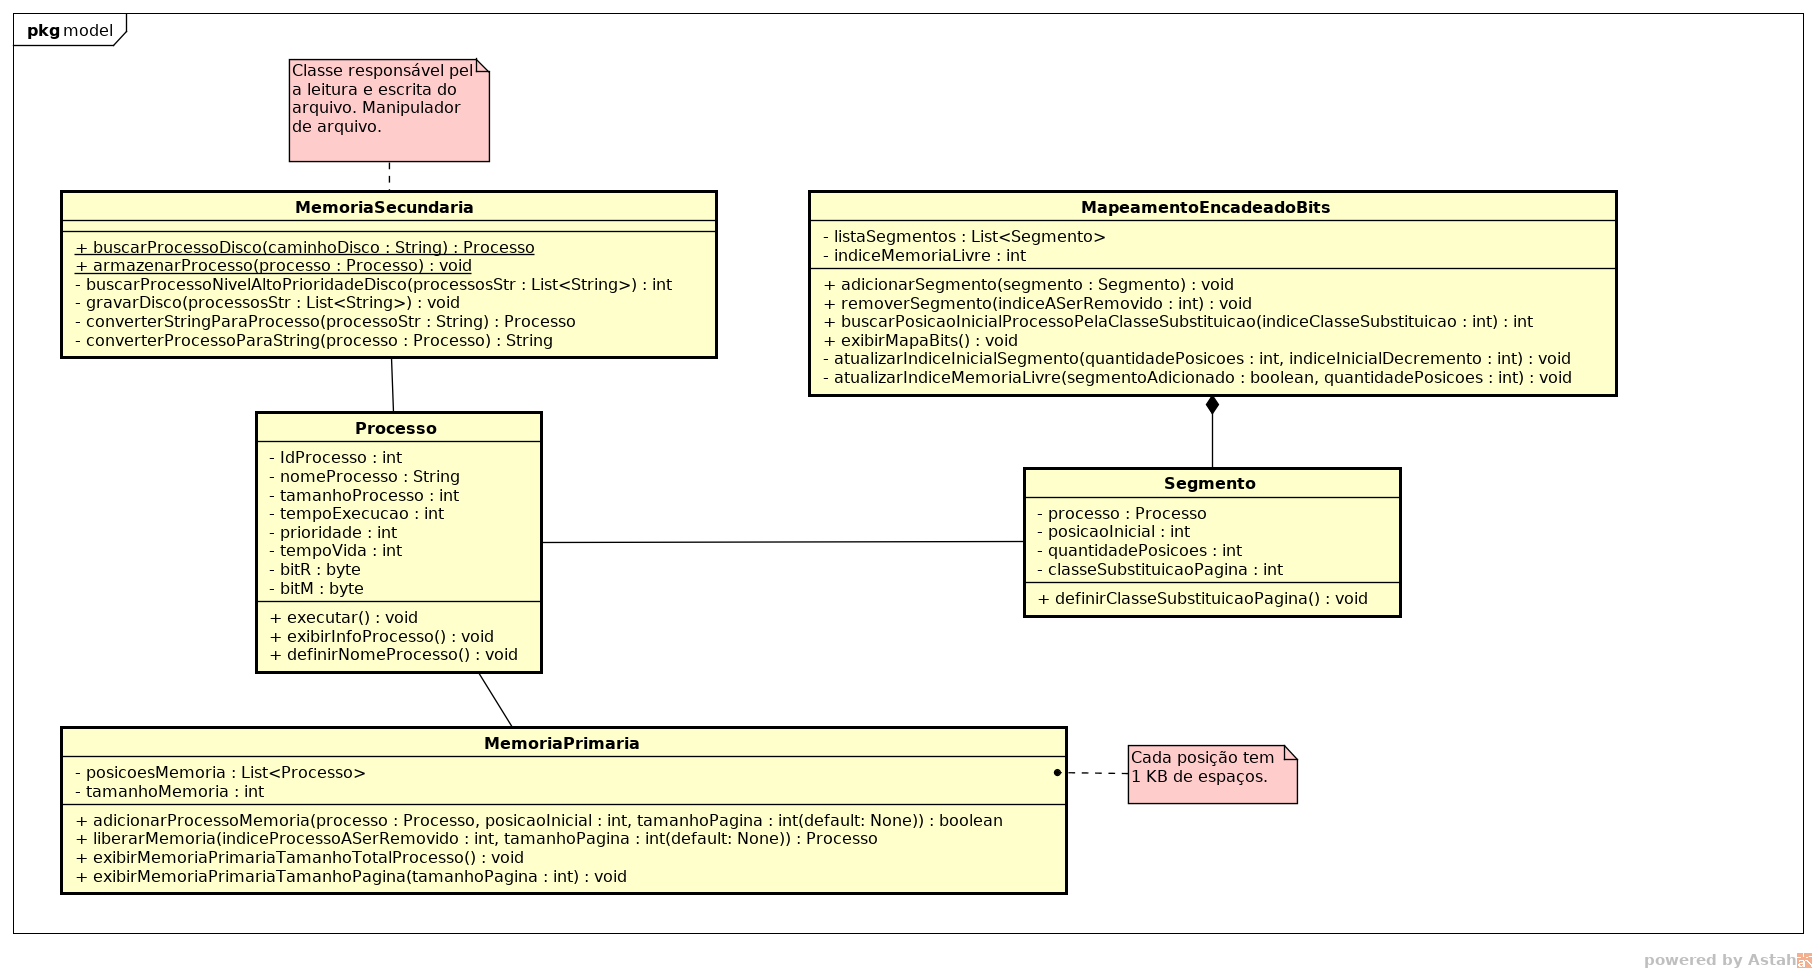 pkg model
Classe responsável pel
a leitura e escrita do
arquivo. Manipulador
de arquivo.
MemoriaSecundaria
+ buscarProcessoDisco(caminhoDisco : String) : Processo
+ armazenarProcesso(processo : Processo) : void
- buscarProcessoNivelAltoPrioridadeDisco(processosStr : List<String>) : int
- gravarDisco(processosStr : List<String>) : void
- converterStringParaProcesso(processoStr : String) : Processo
- converterProcessoParaString(processo : Processo) : String
MapeamentoEncadeadoBits
- listaSegmentos : List<Segmento>
- indiceMemoriaLivre : int
+ adicionarSegmento(segmento : Segmento) : void
+ removerSegmento(indiceASerRemovido : int) : void
+ buscarPosicaoInicialProcessoPelaClasseSubstituicao(indiceClasseSubstituicao : int) : int
+ exibirMapaBits() : void
- atualizarIndiceInicialSegmento(quantidadePosicoes : int, indiceInicialDecremento : int) : void
- atualizarIndiceMemoriaLivre(segmentoAdicionado : boolean, quantidadePosicoes : int) : void
Processo
- IdProcesso : int
- nomeProcesso : String
- tamanhoProcesso : int
- tempoExecucao : int
- prioridade : int
- tempoVida : int
- bitR : byte
- bitM : byte
+ executar() : void
+ exibirInfoProcesso() : void
+ definirNomeProcesso() : void
Segmento
- processo : Processo
- posicaoInicial : int
- quantidadePosicoes : int
- classeSubstituicaoPagina : int
+ definirClasseSubstituicaoPagina() : void
MemoriaPrimaria
- posicoesMemoria : List<Processo>
- tamanhoMemoria : int
+ adicionarProcessoMemoria(processo : Processo, posicaoInicial : int, tamanhoPagina : int(default: None)) : boolean
+ liberarMemoria(indiceProcessoASerRemovido : int, tamanhoPagina : int(default: None)) : Processo
+ exibirMemoriaPrimariaTamanhoTotalProcesso() : void
+ exibirMemoriaPrimariaTamanhoPagina(tamanhoPagina : int) : void
Cada posição tem
1 KB de espaços.
powered by Astah